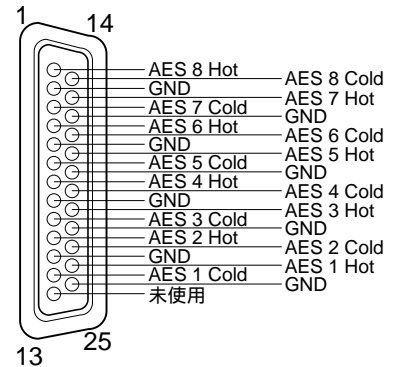 1
14
AES 8 Hot
AES 8 Cold
GND
AES 7 Hot
AES 7 Cold
GND
AES 6 Hot
AES 6 Cold
GND
AES 5 Hot
AES 5 Cold
GND
AES 4 Hot
AES 4 Cold
GND
AES 3 Hot
AES 3 Cold
GND
AES 2 Hot
AES 2 Cold
GND
AES 1 Hot
AES 1 Cold
GND
未使用
25
13